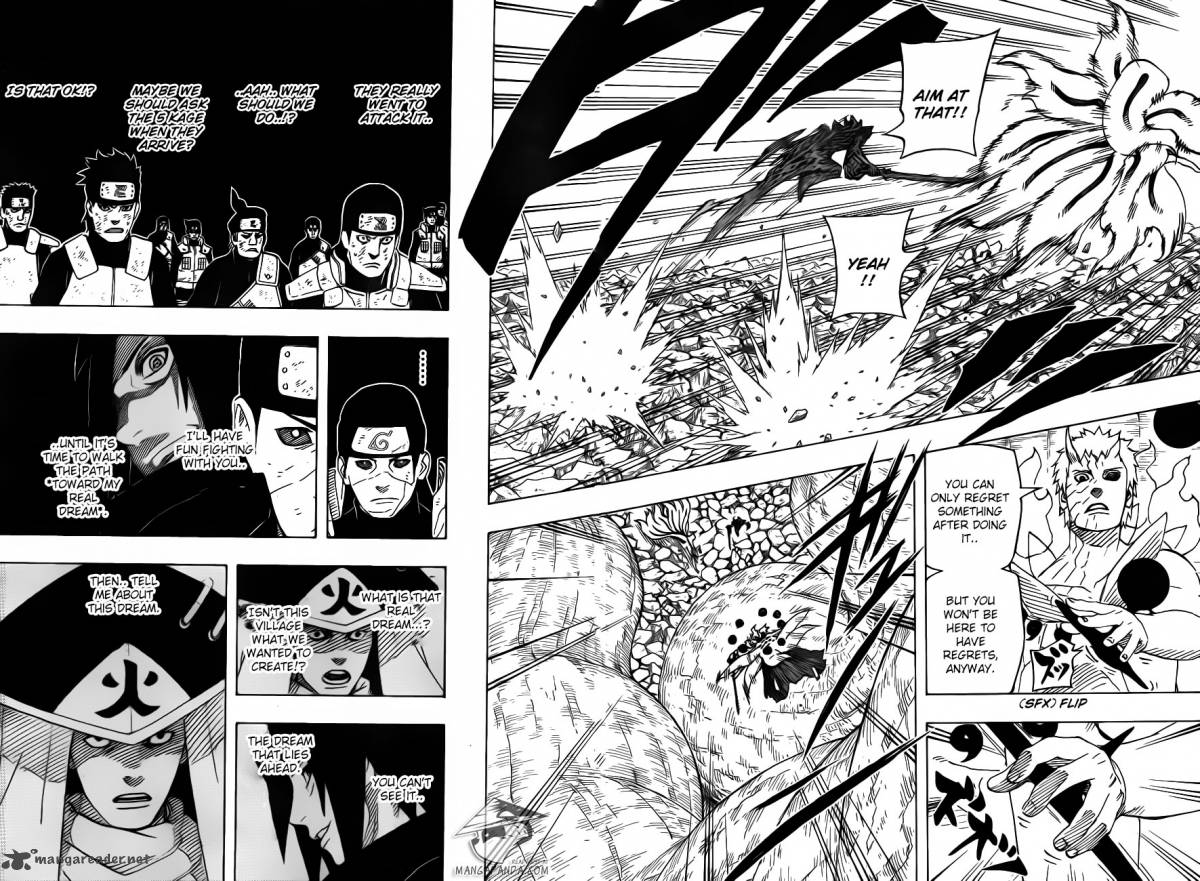 AIM AT
THAT!!
YEAH
!!
YOU CAN
ONLY REGRET
SOMETHING
AFTER DOING
IT..
BUT YOU
WON'T BE
HERE TO
HAVE
REGRETS,
ANYWAY.
(SFX) FLIP
THEY REALLY
WENT TO
ATTACK IT..
..AAH.. WHAT
SHOULD WE
DO..!?
MAYBE WE
SHOULD ASK
THE 5 KAGE
WHEN THEY
ARRIVE?
IS THAT OK!?
I'LL HAVE
FUN FIGHTING
WITH YOU..
..UNTIL IT'S
TIME TO WALK
THE PATH
"TOWARD MY
REAL
DREAM".
WHAT IS THAT
REAL
DREAM...?
ISN'T THIS
VILLAGE
WHAT WE
WANTED TO
CREATE!?
火
THEN.. TELL
ME ABOUT
THIS DREAM.
火
YOU CAN'T
SEE IT..
THE DREAM
THAT LIES
AHEAD.
mangareader.net
MANGAPANDA.COM